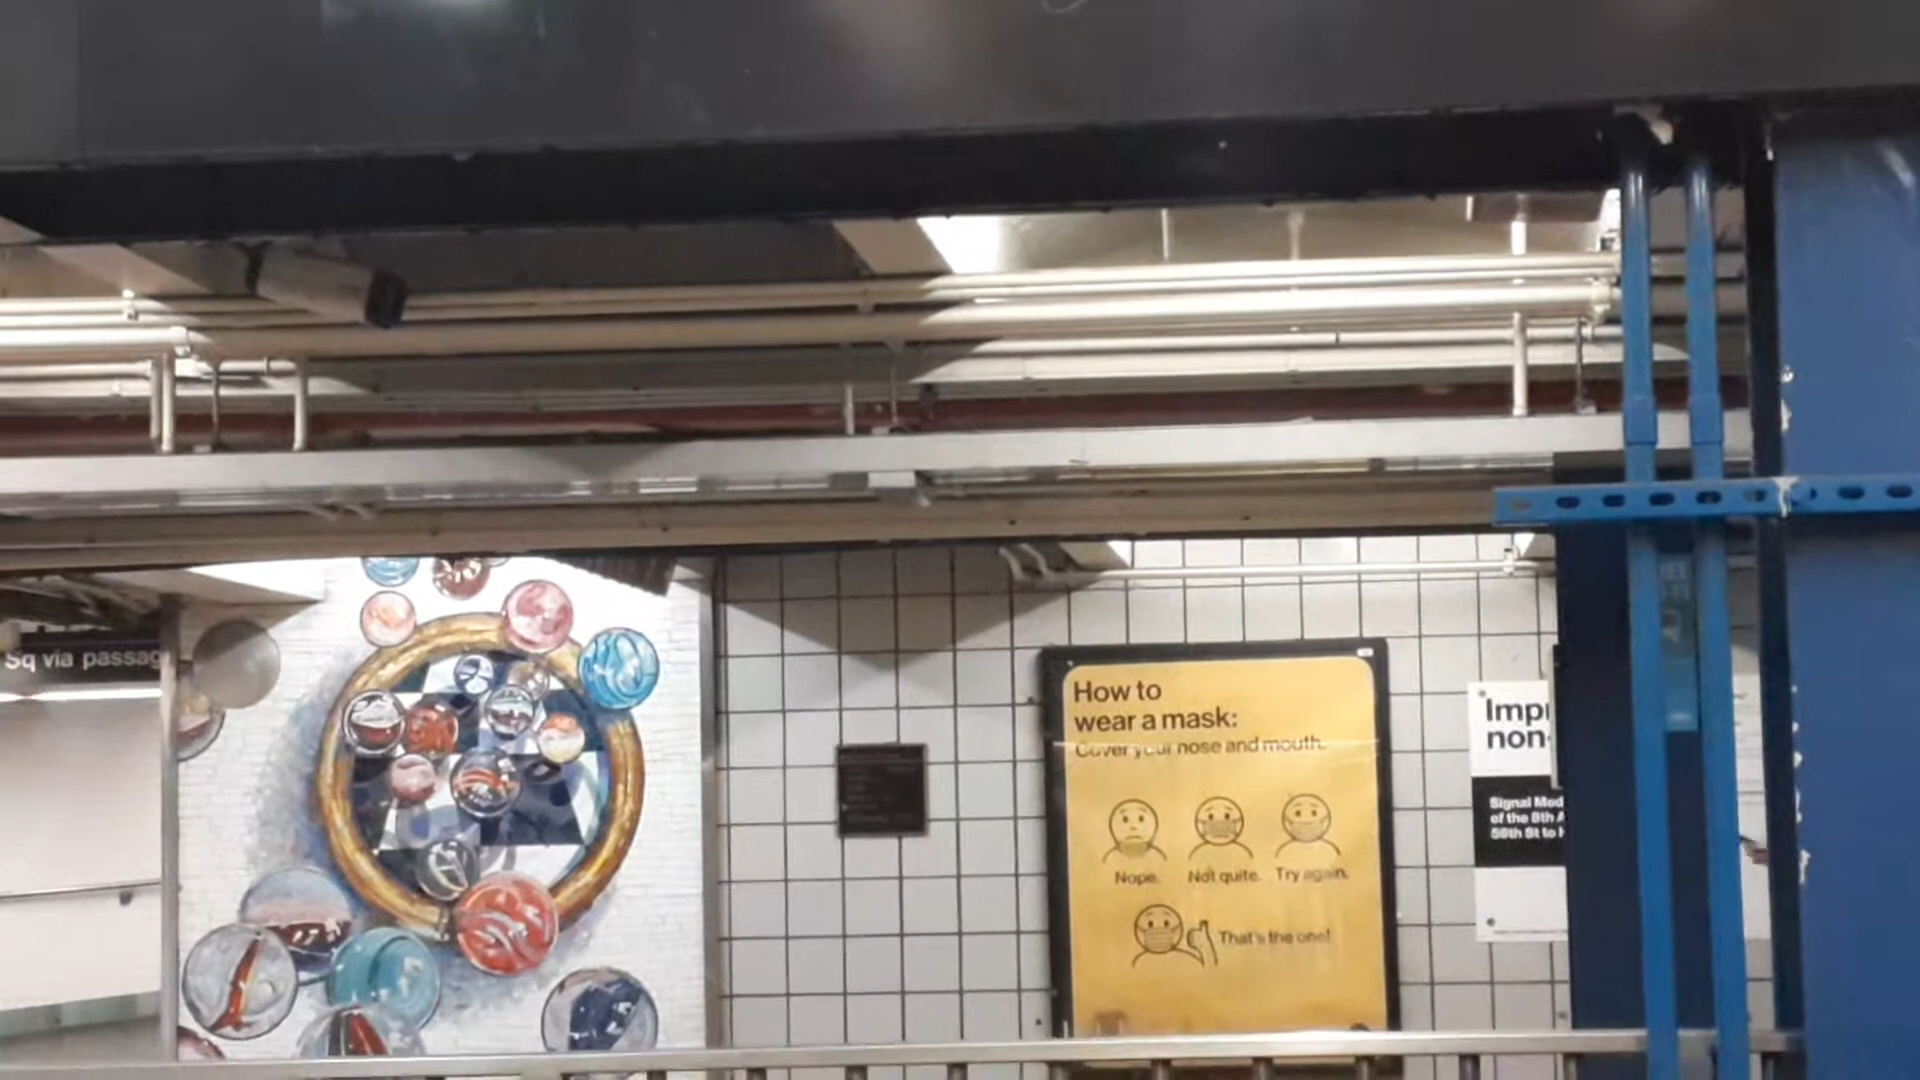 Sq via passag
How to
wear a mask:
Cover your nose and mouth.
Nope.
Not quite.
Try again.
That's the one!
Imp
non-
Signal Mod
of the 8th A
59th St to